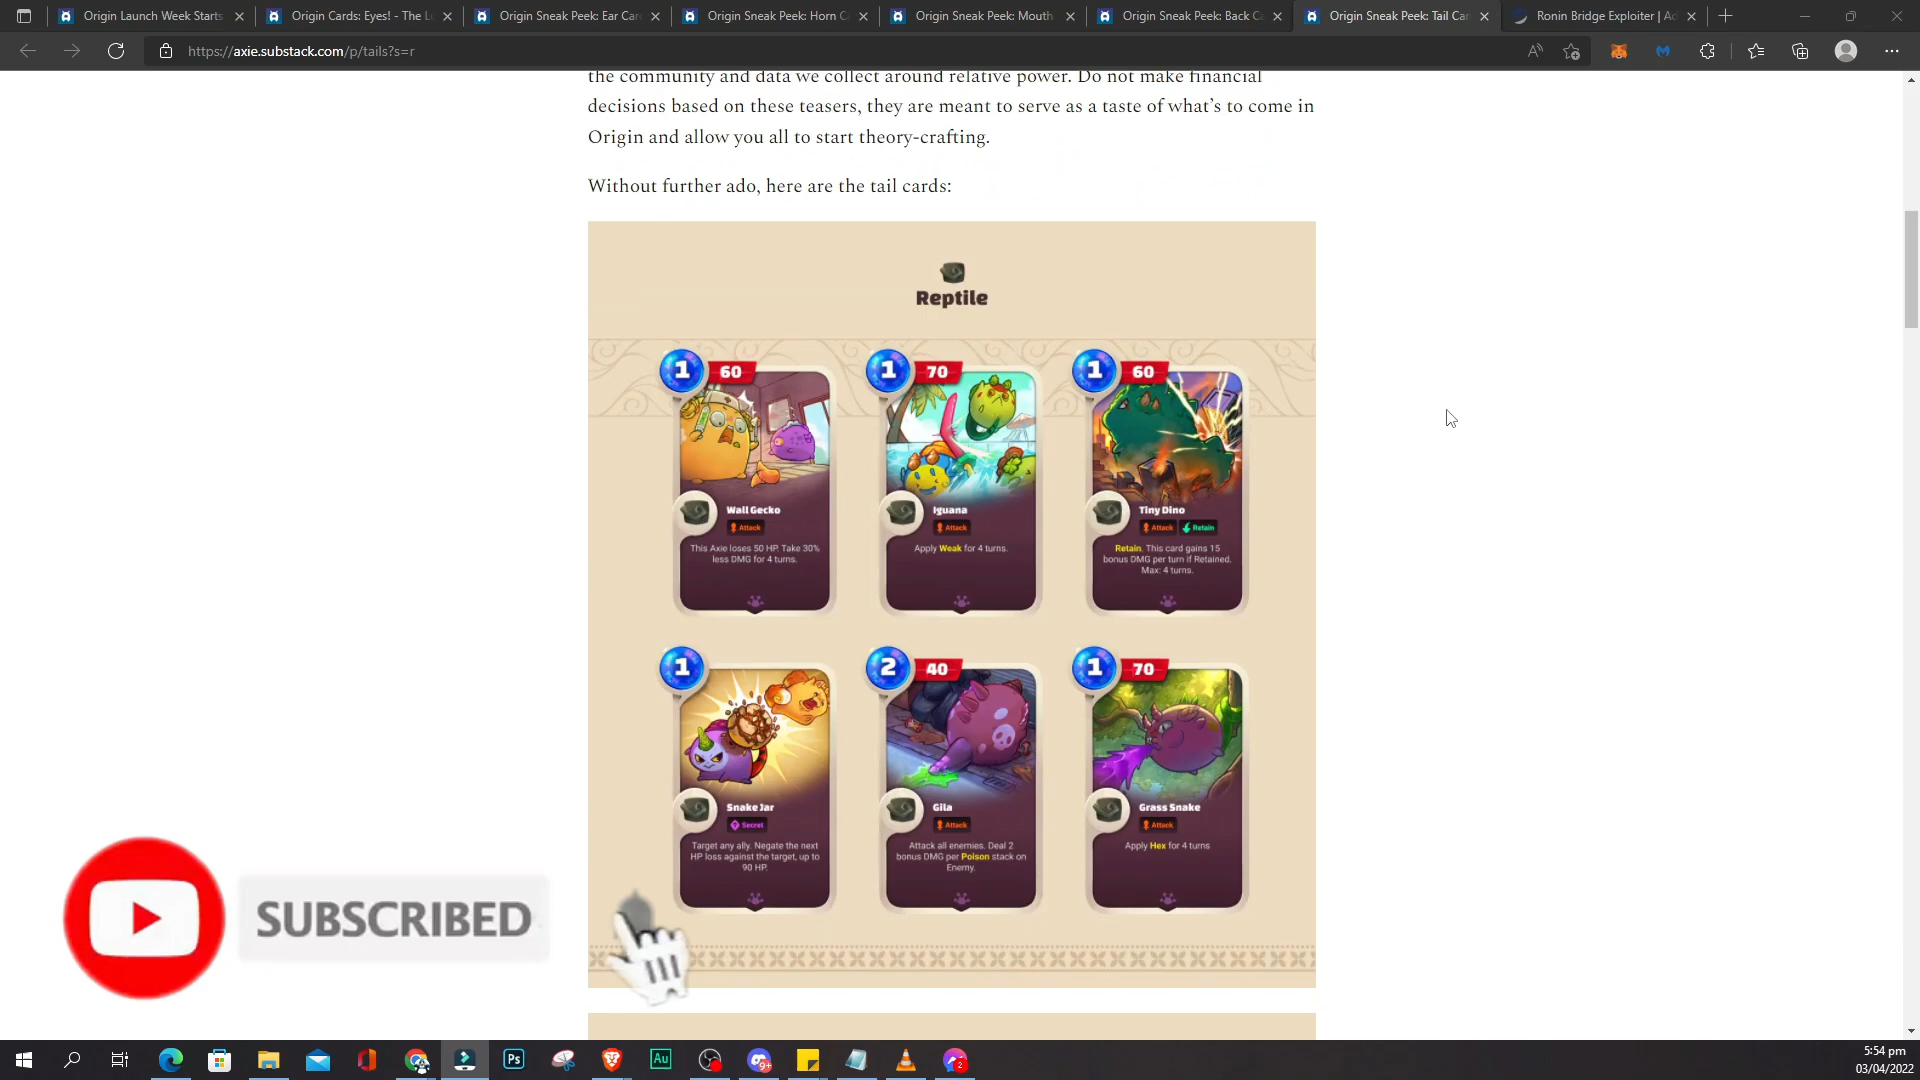 Origin Launch Week Starts
Origin Cards: Eyes! - The L
Origin Sneak Peek: Ear Car
Origin Sneak Peek: Horn C
Origin Sneak Peek: Mouth
Origin Sneak Peek: Back Ca
Origin Sneak Peek: Tail Car
Ronin Bridge Exploiter | Ad
https://axie.substack.com/p/tails?s=r
the community and data we collect around relative power. Do not make financial
decisions based on these teasers, they are meant to serve as a taste of what's to come in
Origin and allow you all to start theory-crafting.
Without further ado, here are the tail cards:
Reptile
1 60
Wall Gecko
Attack
This Axie loses 50 HP. Take 30%
less DMG for 4 turns.
1 70
Iguana
Attack
Apply Weak for 4 turns.
1 60
Tiny Dino
Attack Retain
Retain. This card gains 15
bonus DMG per turn if Retained.
Max: 4 turns.
1
Snake Jar
Secret
Target any ally. Negate the next
HP loss against the target, up to
90 HP.
2 40
Gila
Attack
Attack all enemies. Deal 2
bonus DMG per Poison stack on
Enemy.
1 70
Grass Snake
Attack
Apply Hex for 4 turns
SUBSCRIBED
Ps
Au
9+
2
5:54 pm
03/04/2022